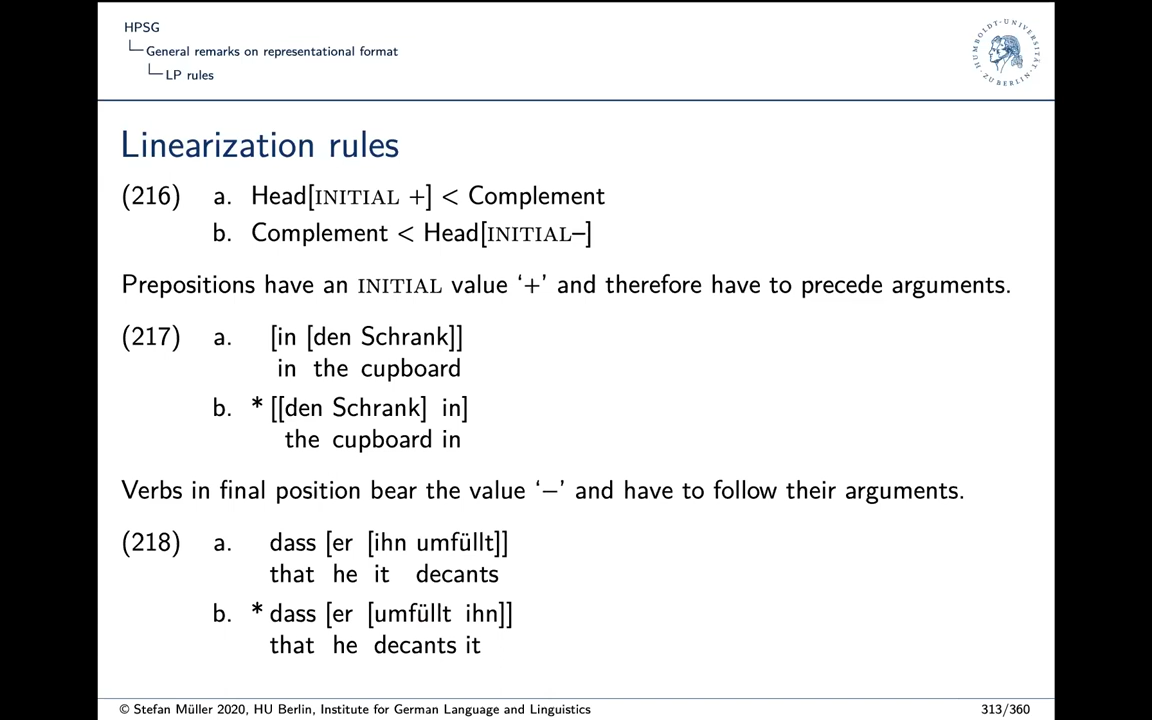 HPSG
General remarks on representational format
LP rules
HUMBOLDT-UNIVERSITÄT ZU BERLIN
Linearization rules
(216) a. Head[INITIAL +] < Complement
b. Complement < Head[INITIAL–]
Prepositions have an INITIAL value ‘+’ and therefore have to precede arguments.
(217) a. [in [den Schrank]]
in the cupboard
b. * [[den Schrank] in]
the cupboard in
Verbs in final position bear the value ‘−’ and have to follow their arguments.
(218) a. dass [er [ihn umfüllt]]
that he it decants
b. * dass [er [umfüllt ihn]]
that he decants it
© Stefan Müller 2020, HU Berlin, Institute for German Language and Linguistics 313/360